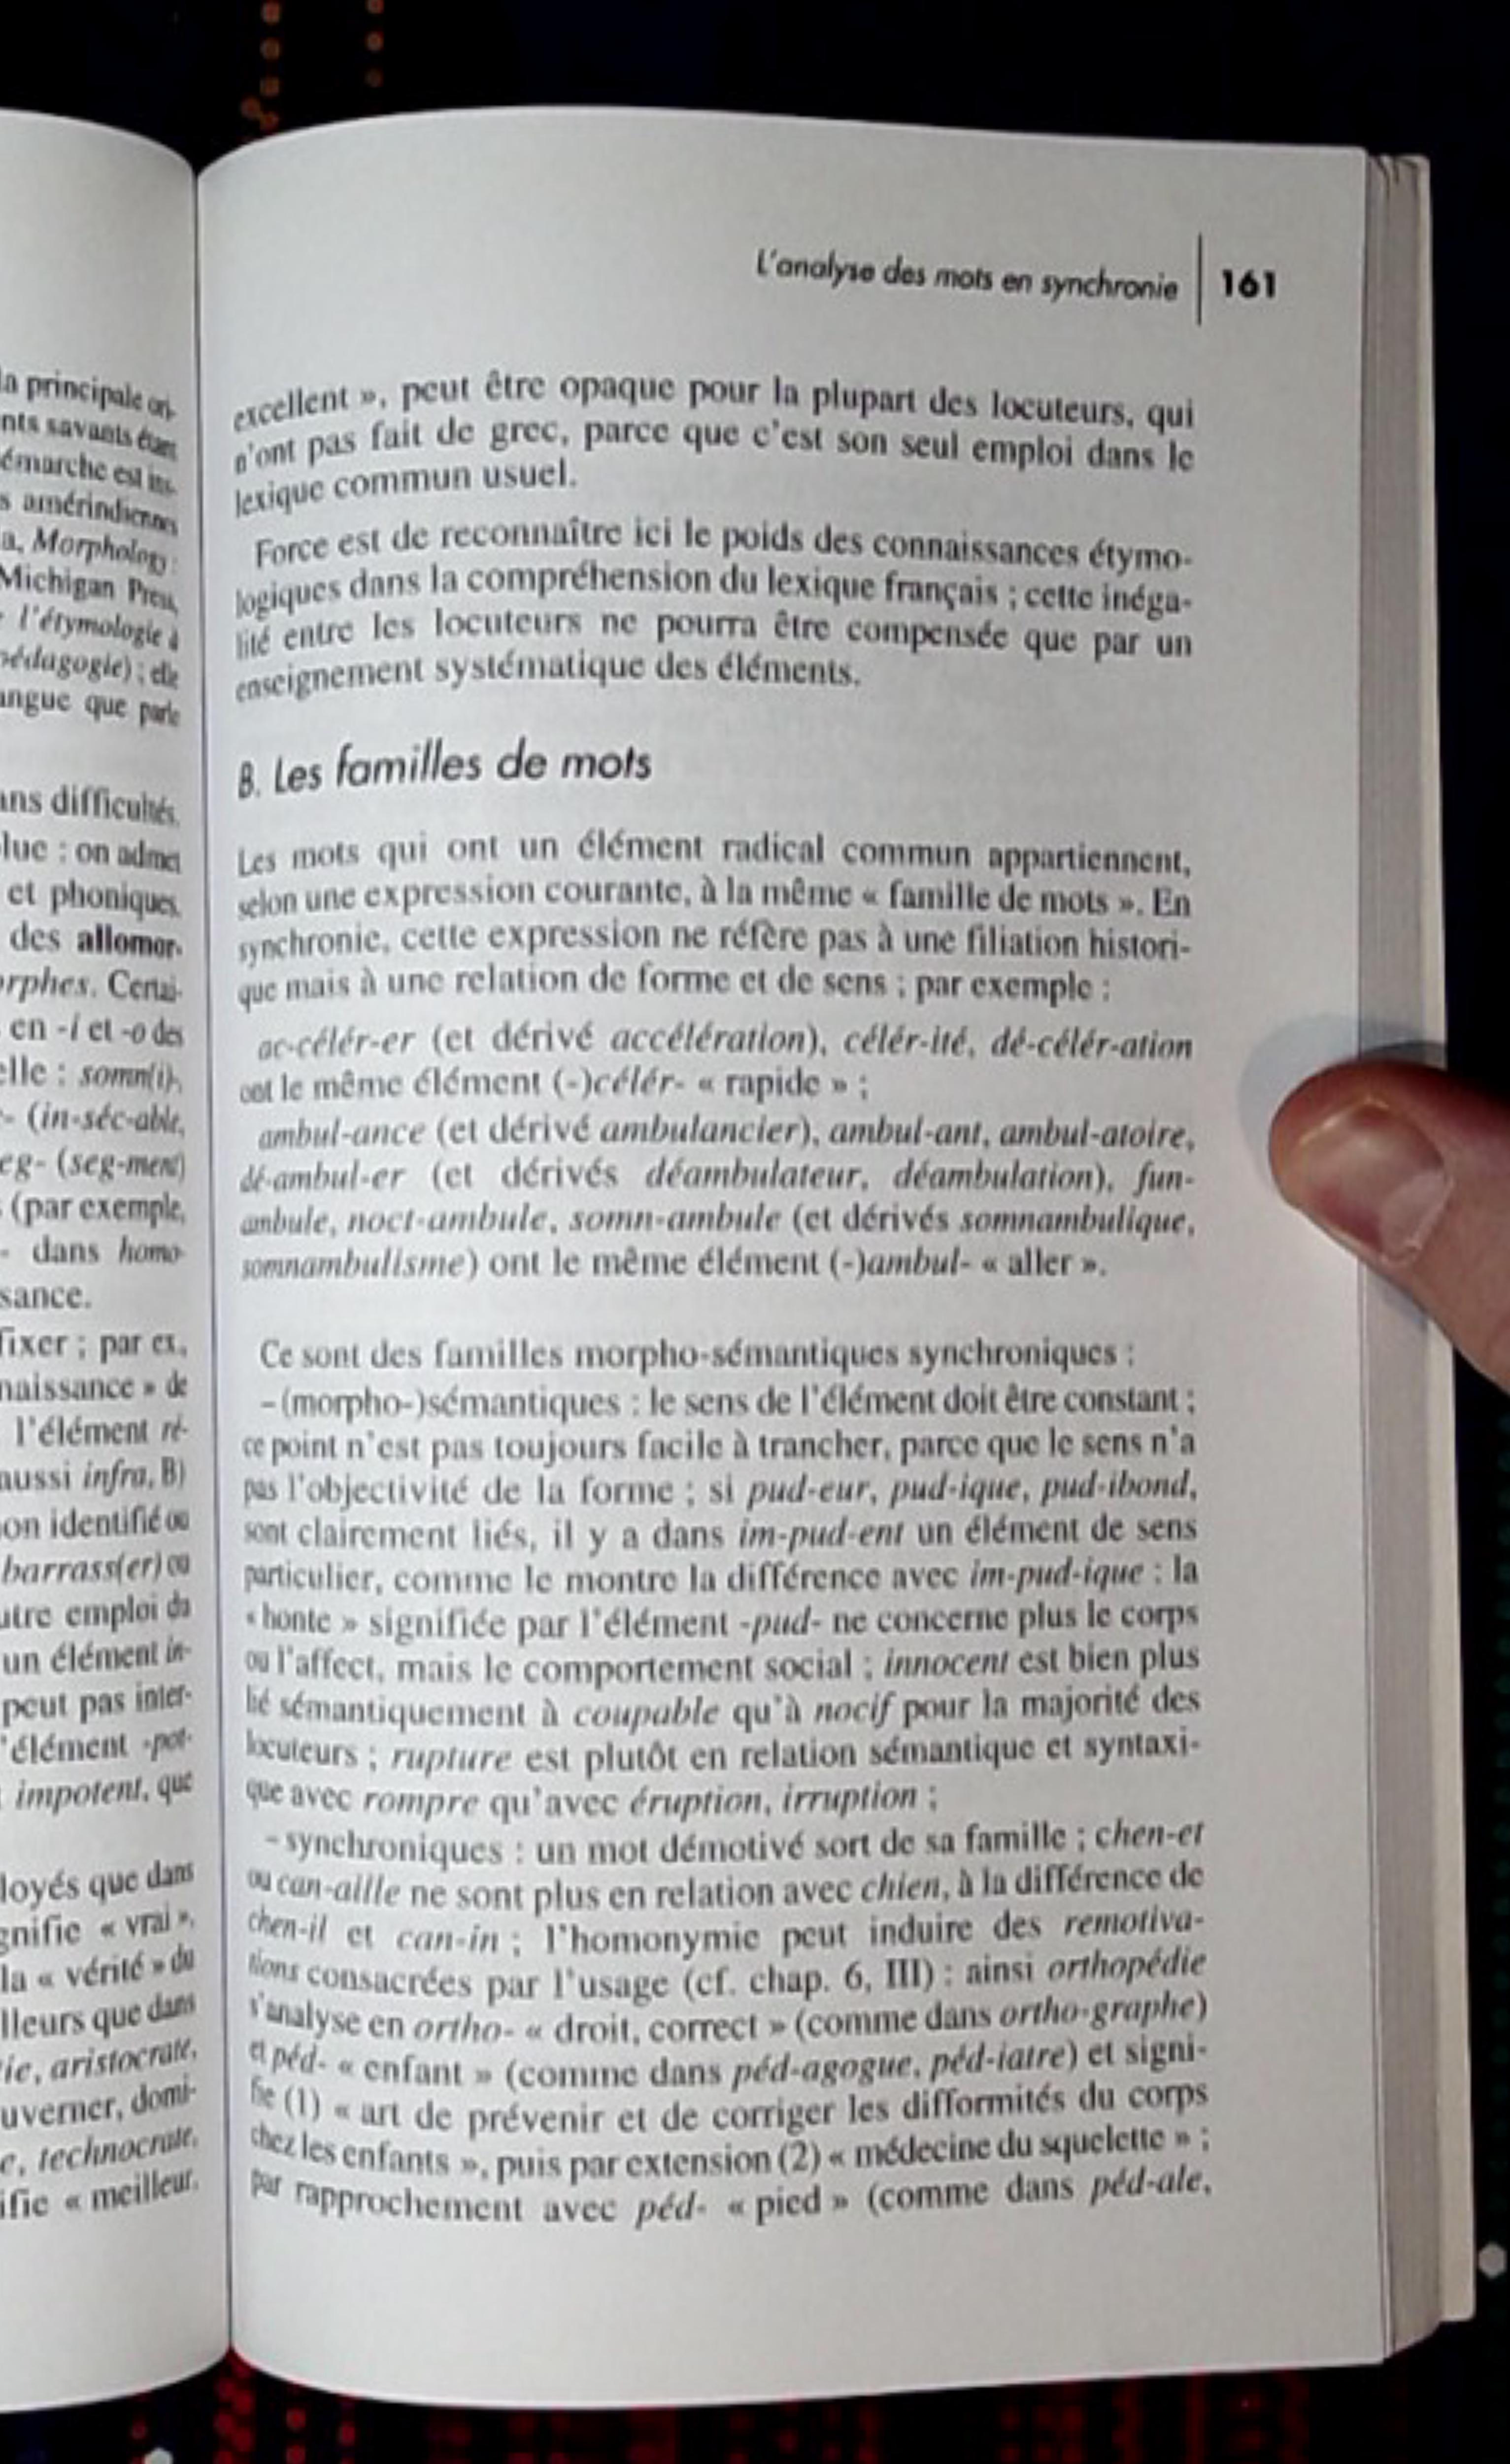 la principale ori-
nts savants étant
émarche est ins-
s amérindiennes
a, Morphology :
Michigan Press,
l'étymologie à
pédagogie) ; elle
angue que parle
ans difficultés.
lue : on admet
et phoniques,
des allomor-
orphes. Certai-
en -i et -o des
elle : somn(i)-,
- (in-séc-able,
eg- (seg-ment)
(par exemple,
- dans homo-
sance.
fixer ; par ex.,
naissance » de
l'élément ré-
aussi infra, B)
on identifié ou
barrass(er) ou
utre emploi du
un élément in-
peut pas inter-
'élément -pot-
impotent, que
loyés que dans
gnifie « vrai »,
la « vérité » du
lleurs que dans
ie, aristocrate,
uverner, domi-
e, technocrate,
ifie « meilleur,
L'analyse des mots en synchronie 161
excellent », peut être opaque pour la plupart des locuteurs, qui
n'ont pas fait de grec, parce que c'est son seul emploi dans le
lexique commun usuel.
Force est de reconnaître ici le poids des connaissances étymo-
logiques dans la compréhension du lexique français ; cette inéga-
lité entre les locuteurs ne pourra être compensée que par un
enseignement systématique des éléments.
B. Les familles de mots
Les mots qui ont un élément radical commun appartiennent,
selon une expression courante, à la même « famille de mots ». En
synchronie, cette expression ne réfère pas à une filiation histori-
que mais à une relation de forme et de sens ; par exemple :
ac-célér-er (et dérivé accélération), célér-ité, dé-célér-ation
ont le même élément (-)célér- « rapide » ;
ambul-ance (et dérivé ambulancier), ambul-ant, ambul-atoire,
dé-ambul-er (et dérivés déambulateur, déambulation), fun-
ambule, noct-ambule, somn-ambule (et dérivés somnambulique,
somnambulisme) ont le même élément (-)ambul- « aller ».
Ce sont des familles morpho-sémantiques synchroniques :
– (morpho-)sémantiques : le sens de l'élément doit être constant ;
ce point n'est pas toujours facile à trancher, parce que le sens n'a
pas l'objectivité de la forme ; si pud-eur, pud-ique, pud-ibond,
sont clairement liés, il y a dans im-pud-ent un élément de sens
particulier, comme le montre la différence avec im-pud-ique : la
« honte » signifiée par l'élément -pud- ne concerne plus le corps
ou l'affect, mais le comportement social ; innocent est bien plus
lié sémantiquement à coupable qu'à nocif pour la majorité des
locuteurs ; rupture est plutôt en relation sémantique et syntaxi-
que avec rompre qu'avec éruption, irruption ;
– synchroniques : un mot démotivé sort de sa famille ; chen-et
ou can-aille ne sont plus en relation avec chien, à la différence de
chen-il et can-in ; l'homonymie peut induire des remotiva-
tions consacrées par l'usage (cf. chap. 6, III) : ainsi orthopédie
s'analyse en ortho- « droit, correct » (comme dans ortho-graphe)
et péd- « enfant » (comme dans péd-agogue, péd-iatre) et signi-
fie (1) « art de prévenir et de corriger les difformités du corps
chez les enfants », puis par extension (2) « médecine du squelette » ;
par rapprochement avec péd- « pied » (comme dans péd-ale,